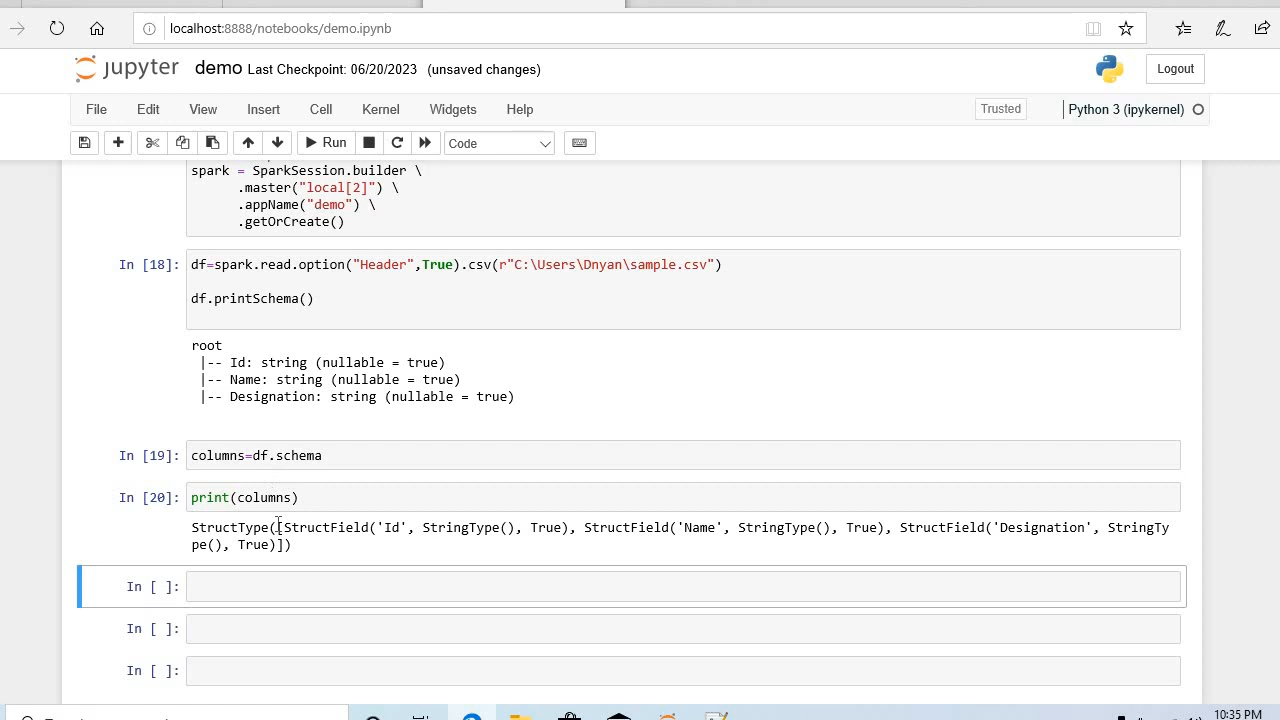 localhost:8888/notebooks/demo.ipynb
jupyter demo Last Checkpoint: 06/20/2023 (unsaved changes)
Logout
File Edit View Insert Cell Kernel Widgets Help
Trusted
Python 3 (ipykernel)
Run
Code
spark = SparkSession.builder \
.master("local[2]") \
.appName("demo") \
.getOrCreate()
In [18]: df=spark.read.option("Header",True).csv(r"C:\Users\Dnyan\sample.csv")
df.printSchema()
root
|-- Id: string (nullable = true)
|-- Name: string (nullable = true)
|-- Designation: string (nullable = true)
In [19]: columns=df.schema
In [20]: print(columns)
StructType([StructField('Id', StringType(), True), StructField('Name', StringType(), True), StructField('Designation', StringTy
pe(), True)])
In [ ]:
In [ ]:
In [ ]:
10:35 PM